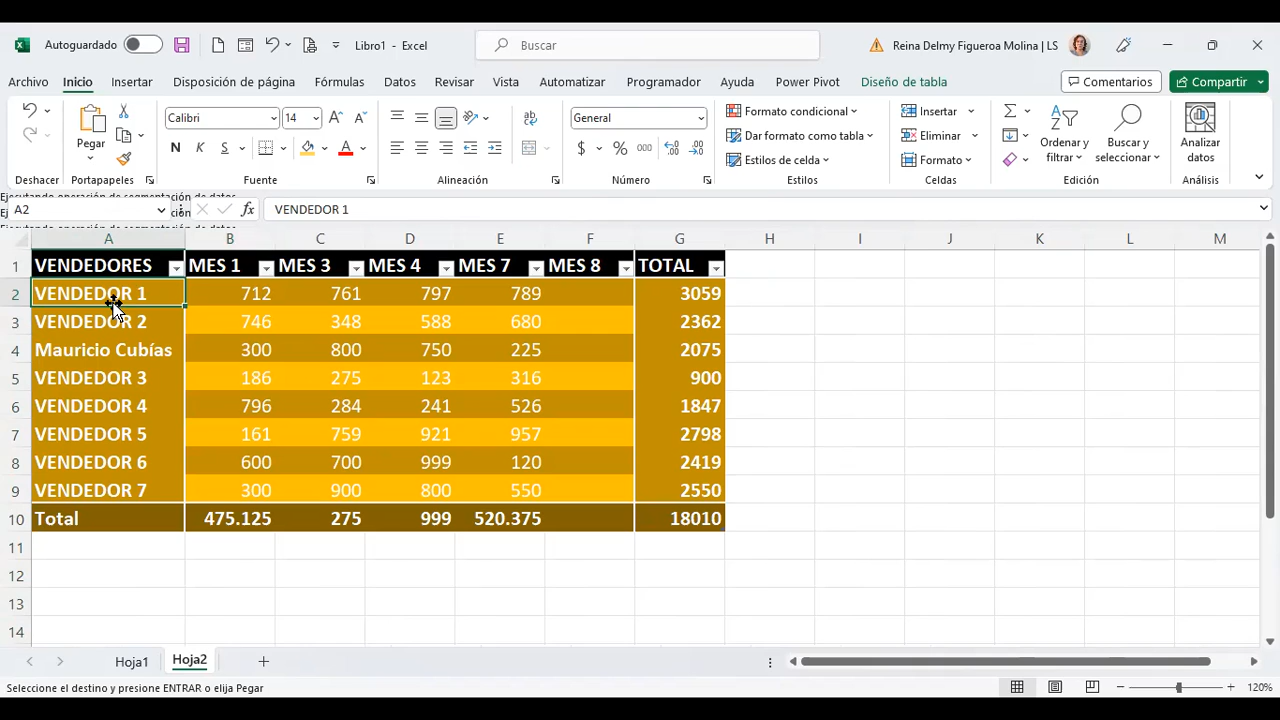 Autoguardado Libro1 - Excel Buscar Reina Delmy Figueroa Molina | LS
Archivo Inicio Insertar Disposición de página Fórmulas Datos Revisar Vista Automatizar Programador Ayuda Power Pivot Diseño de tabla Comentarios Compartir
Calibri 14 General Formato condicional Insertar
Pegar Dar formato como tabla Eliminar Ordenar y filtrar Buscar y seleccionar Analizar datos
N K S $ % 000 Estilos de celda Formato
Deshacer Portapapeles Fuente Alineación Número Estilos Celdas Edición Análisis
Ejecutando operación de segmentación de datos
A2 fx VENDEDOR 1
A B C D E F G H I J K L M
1 VENDEDORES MES 1 MES 3 MES 4 MES 7 MES 8 TOTAL
2 VENDEDOR 1 712 761 797 789 3059
3 VENDEDOR 2 746 348 588 680 2362
4 Mauricio Cubías 300 800 750 225 2075
5 VENDEDOR 3 186 275 123 316 900
6 VENDEDOR 4 796 284 241 526 1847
7 VENDEDOR 5 161 759 921 957 2798
8 VENDEDOR 6 600 700 999 120 2419
9 VENDEDOR 7 300 900 800 550 2550
10 Total 475.125 275 999 520.375 18010
11
12
13
14
Hoja1 Hoja2
Seleccione el destino y presione ENTRAR o elija Pegar 120%